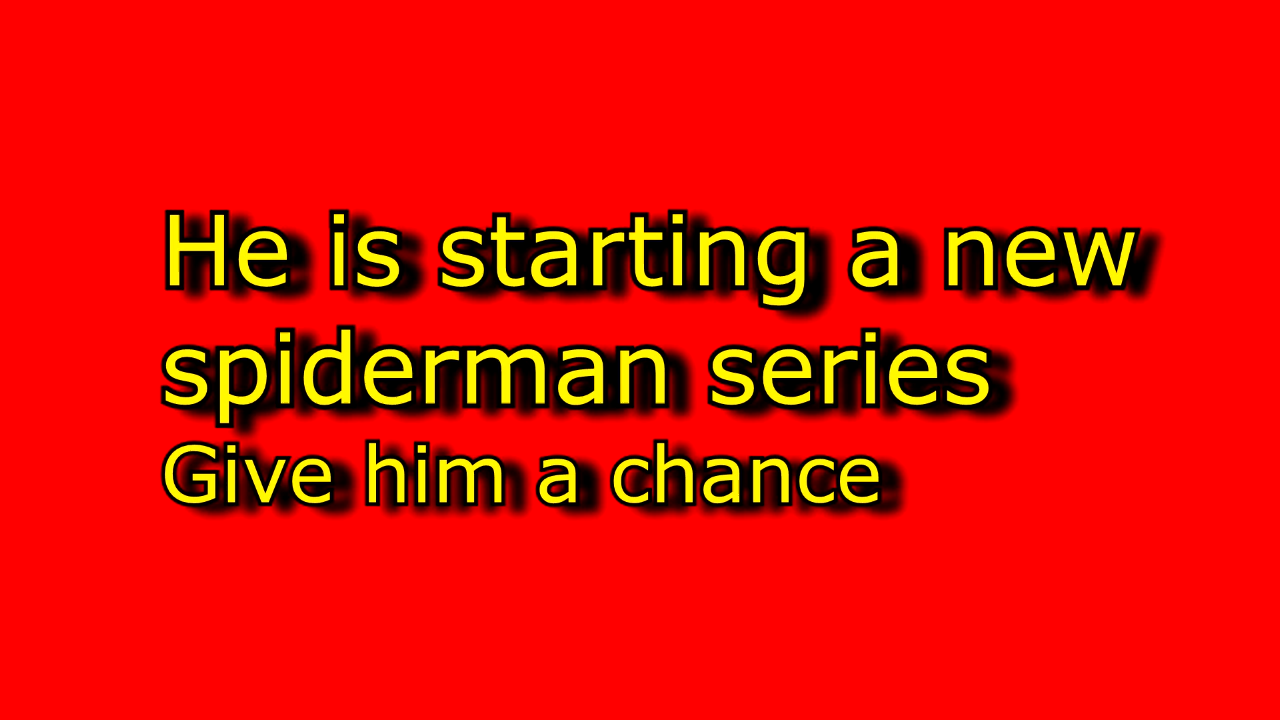 He is starting a new
spiderman series
Give him a chance